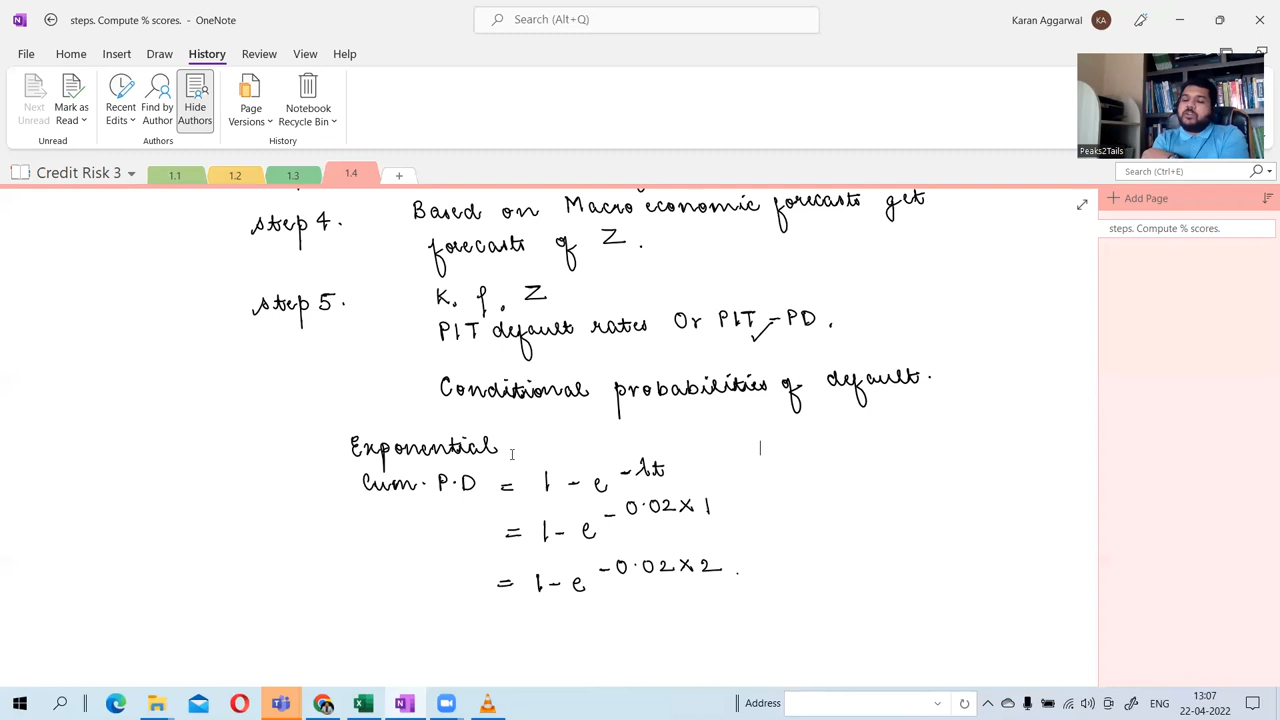 steps. Compute % scores. - OneNote
Search (Alt+Q)
Karan Aggarwal
KA
File Home Insert Draw History Review View Help
Next Unread
Mark as Read
Recent Edits
Find by Author
Hide Authors
Page Versions
Notebook Recycle Bin
Unread
Authors
History
Peaks2Tails
Credit Risk 3
1.1
1.2
1.3
1.4
+
Search (Ctrl+E)
Add Page
steps. Compute % scores.
step 4. Based on Macro economic forecasts get
forecasts of Z.
step 5. K, ρ, Z
PIT default rates Or PIT-PD.
Conditional probabilities of default.
Exponential
Cum. P.D = 1 - e^-λt
= 1 - e^-0.02×1
= 1 - e^-0.02×2.
Address
ENG
13:07
22-04-2022